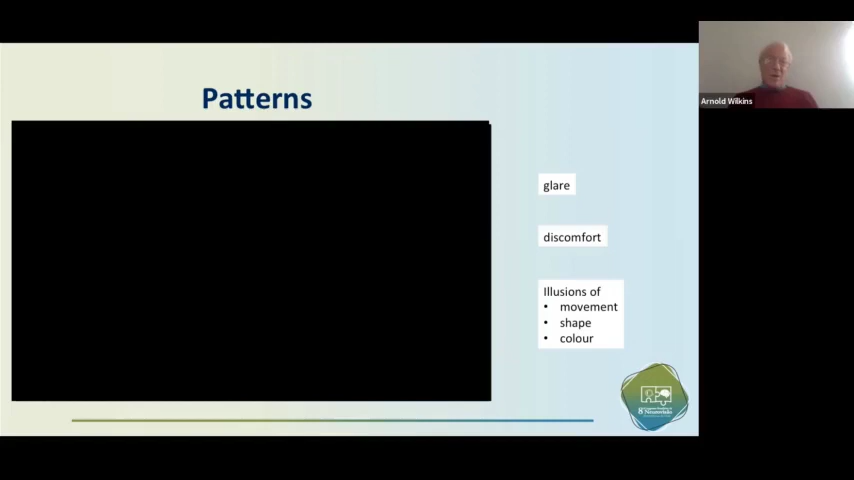 Patterns
Arnold Wilkins
glare
discomfort
Illusions of
• movement
• shape
• colour